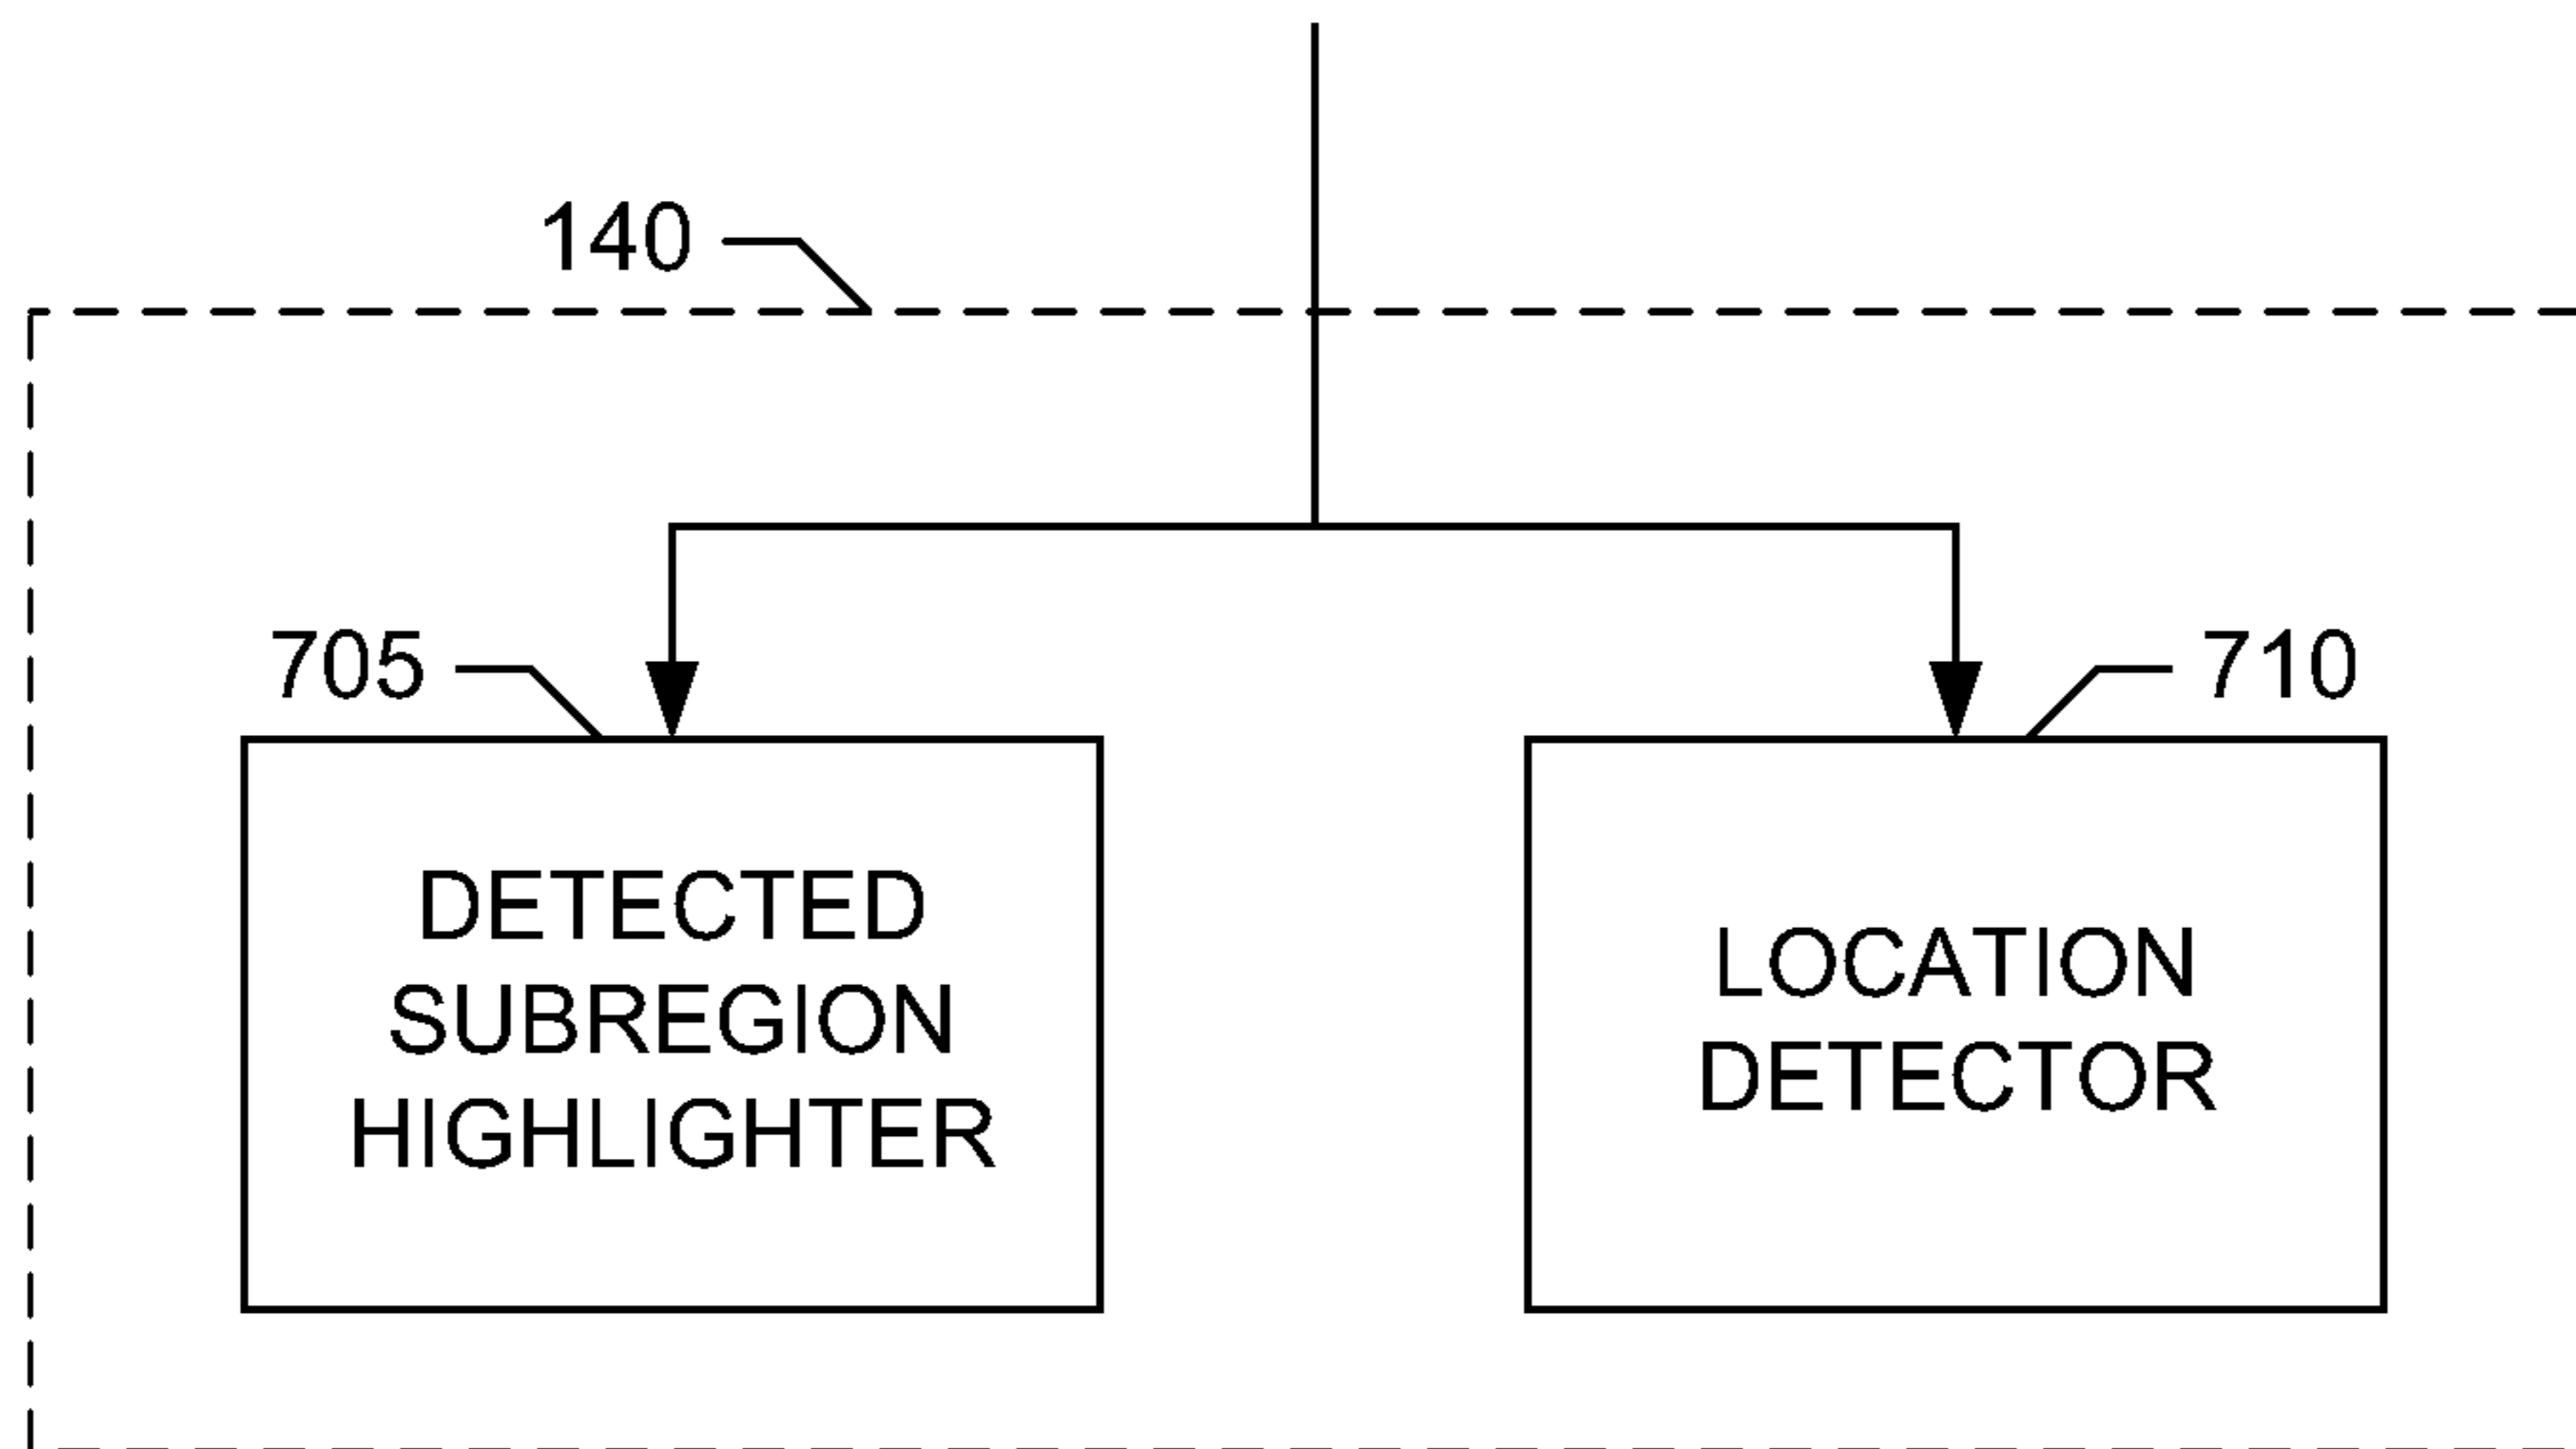 140
705
710
DETECTED
SUBREGION
HIGHLIGHTER
LOCATION
DETECTOR